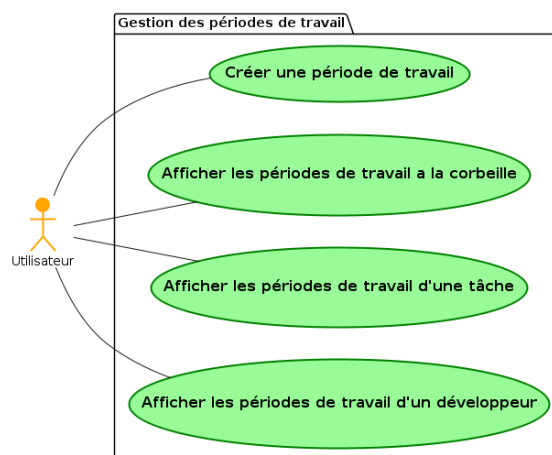 Gestion des périodes de travail
Créer une période de travail
Afficher les périodes de travail a la corbeille
Utilisateur
Afficher les périodes de travail d'une tâche
Afficher les périodes de travail d'un développeur